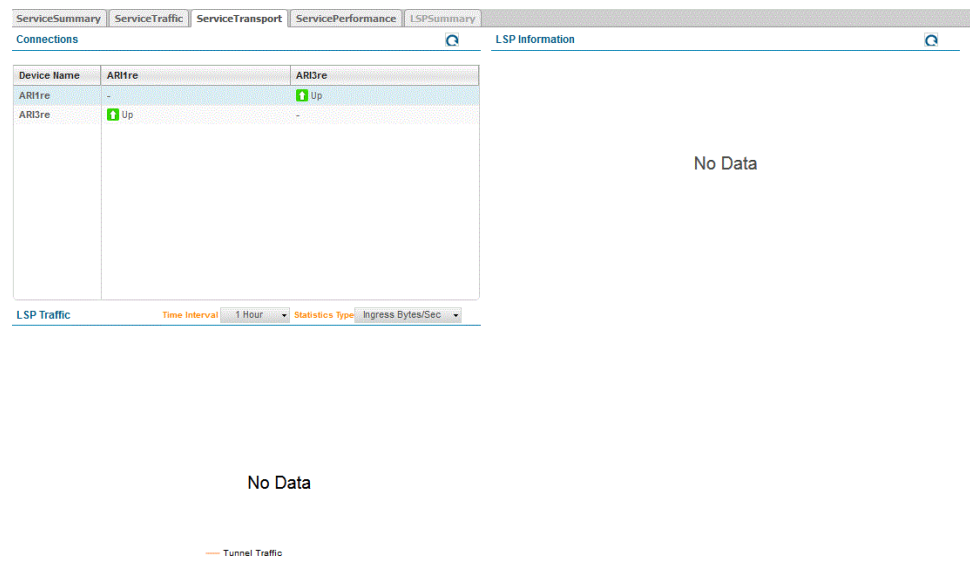 ServiceSummary ServiceTraffic ServiceTransport ServicePerformance LSPSummary
Connections
Device Name ARI1re ARI3re
ARI1re - Up
ARI3re Up -
LSP Information
No Data
LSP Traffic Time Interval 1 Hour Statistics Type Ingress Bytes/Sec
No Data
Tunnel Traffic